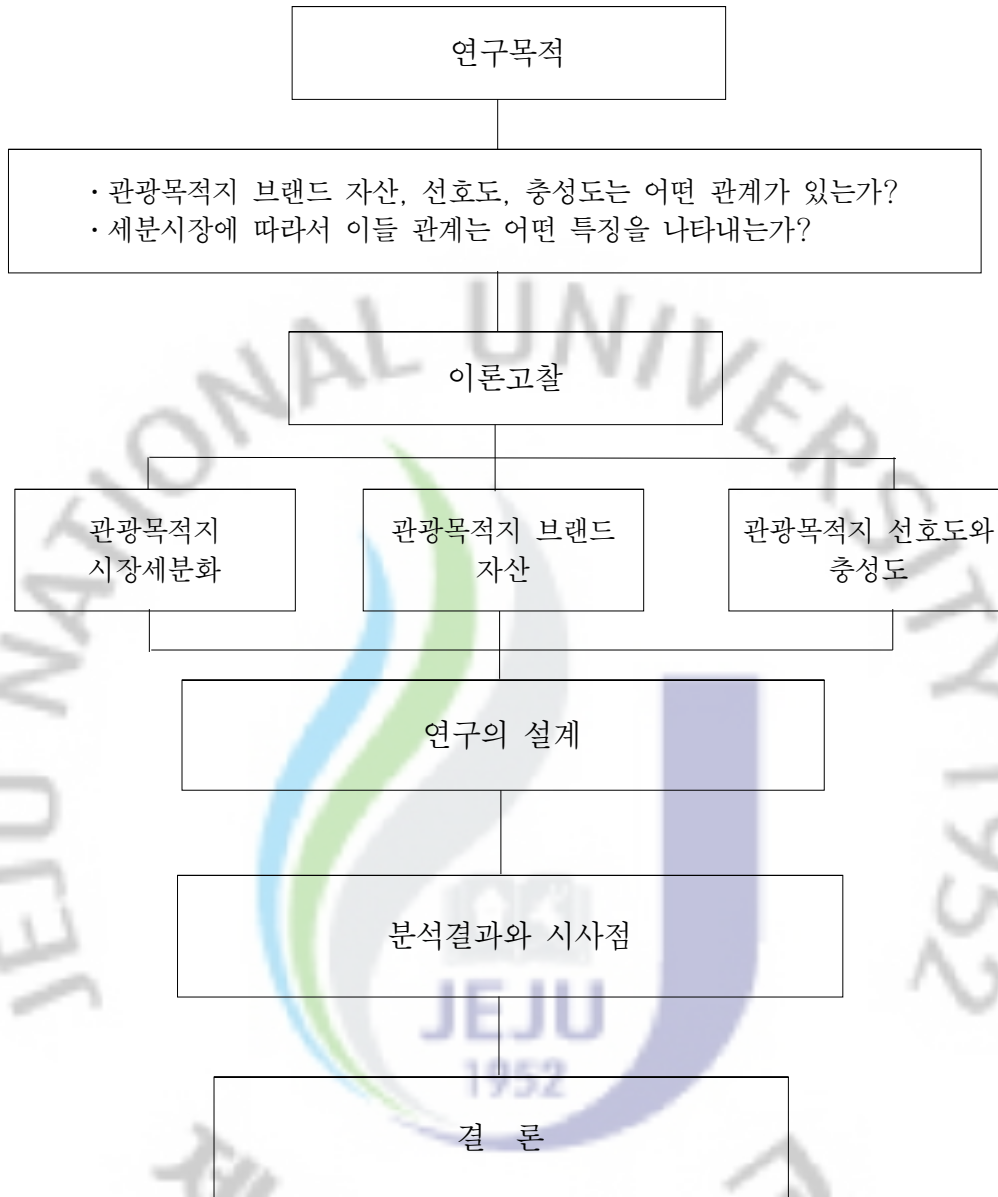 연구목적
· 관광목적지 브랜드 자산, 선호도, 충성도는 어떤 관계가 있는가?
· 세분시장에 따라서 이들 관계는 어떤 특징을 나타내는가?
이론고찰
관광목적지
시장세분화
관광목적지 브랜드
자산
관광목적지 선호도와
충성도
연구의 설계
분석결과와 시사점
결 론
JEJU NATIONAL UNIVERSITY 1952
JEJU
1952